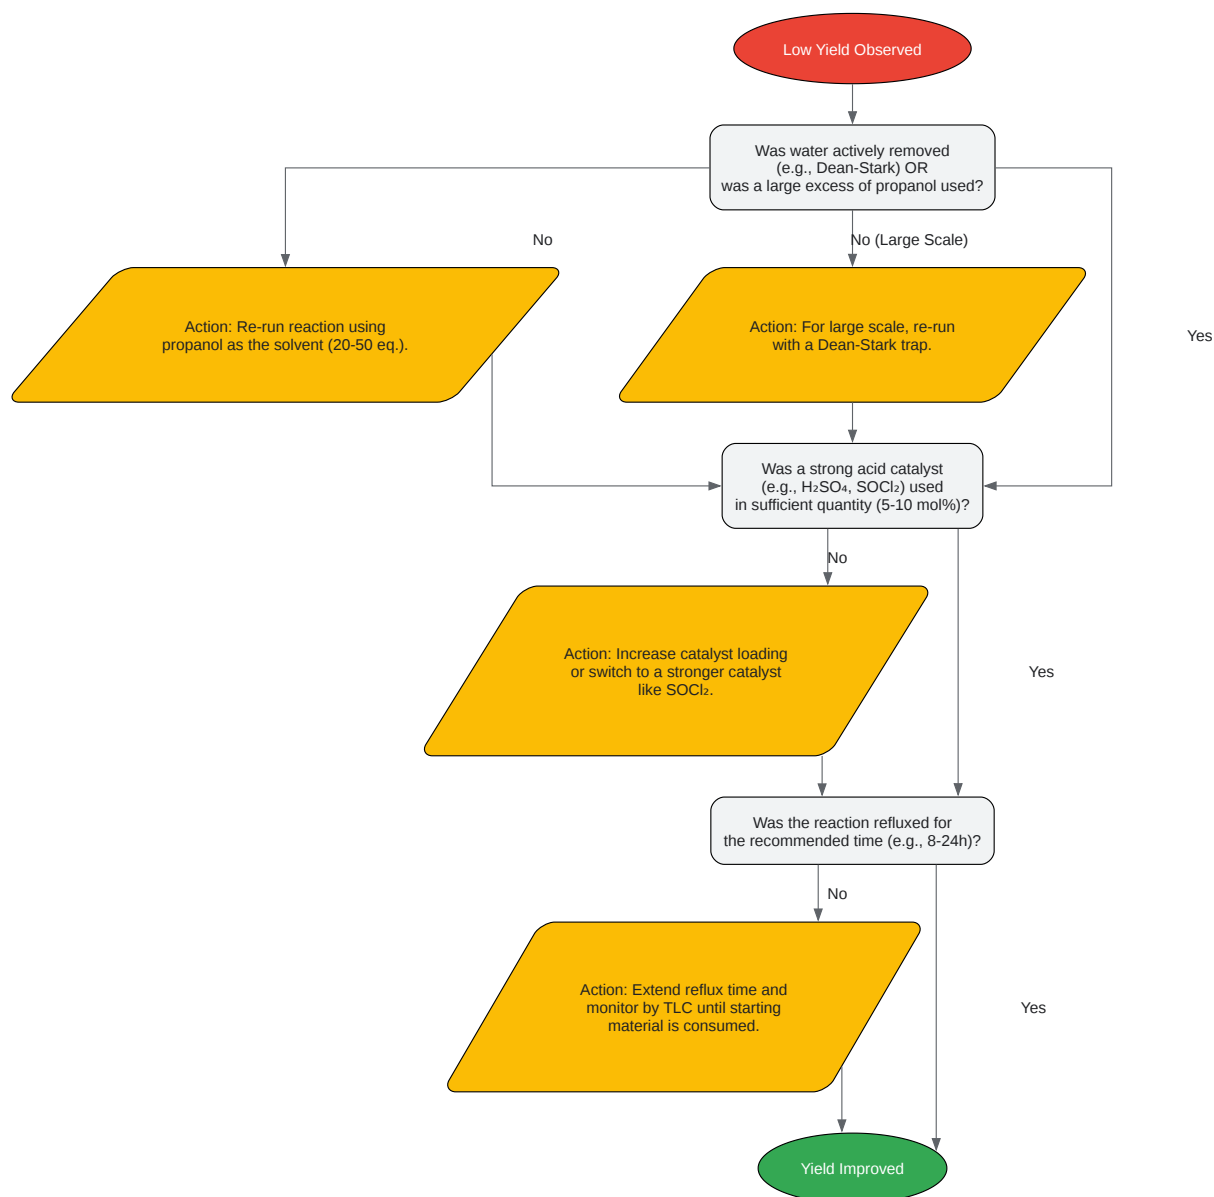 Low Yield Observed
Was water actively removed
(e.g., Dean-Stark) OR
was a large excess of propanol used?
No
No (Large Scale)
Action: Re-run reaction using
propanol as the solvent (20-50 eq.).
Action: For large scale, re-run
with a Dean-Stark trap.
Yes
Was a strong acid catalyst
(e.g., H₂SO₄, SOCl₂) used
in sufficient quantity (5-10 mol%)?
No
Action: Increase catalyst loading
or switch to a stronger catalyst
like SOCl₂.
Yes
Was the reaction refluxed for
the recommended time (e.g., 8-24h)?
No
Action: Extend reflux time and
monitor by TLC until starting
material is consumed.
Yes
Yield Improved